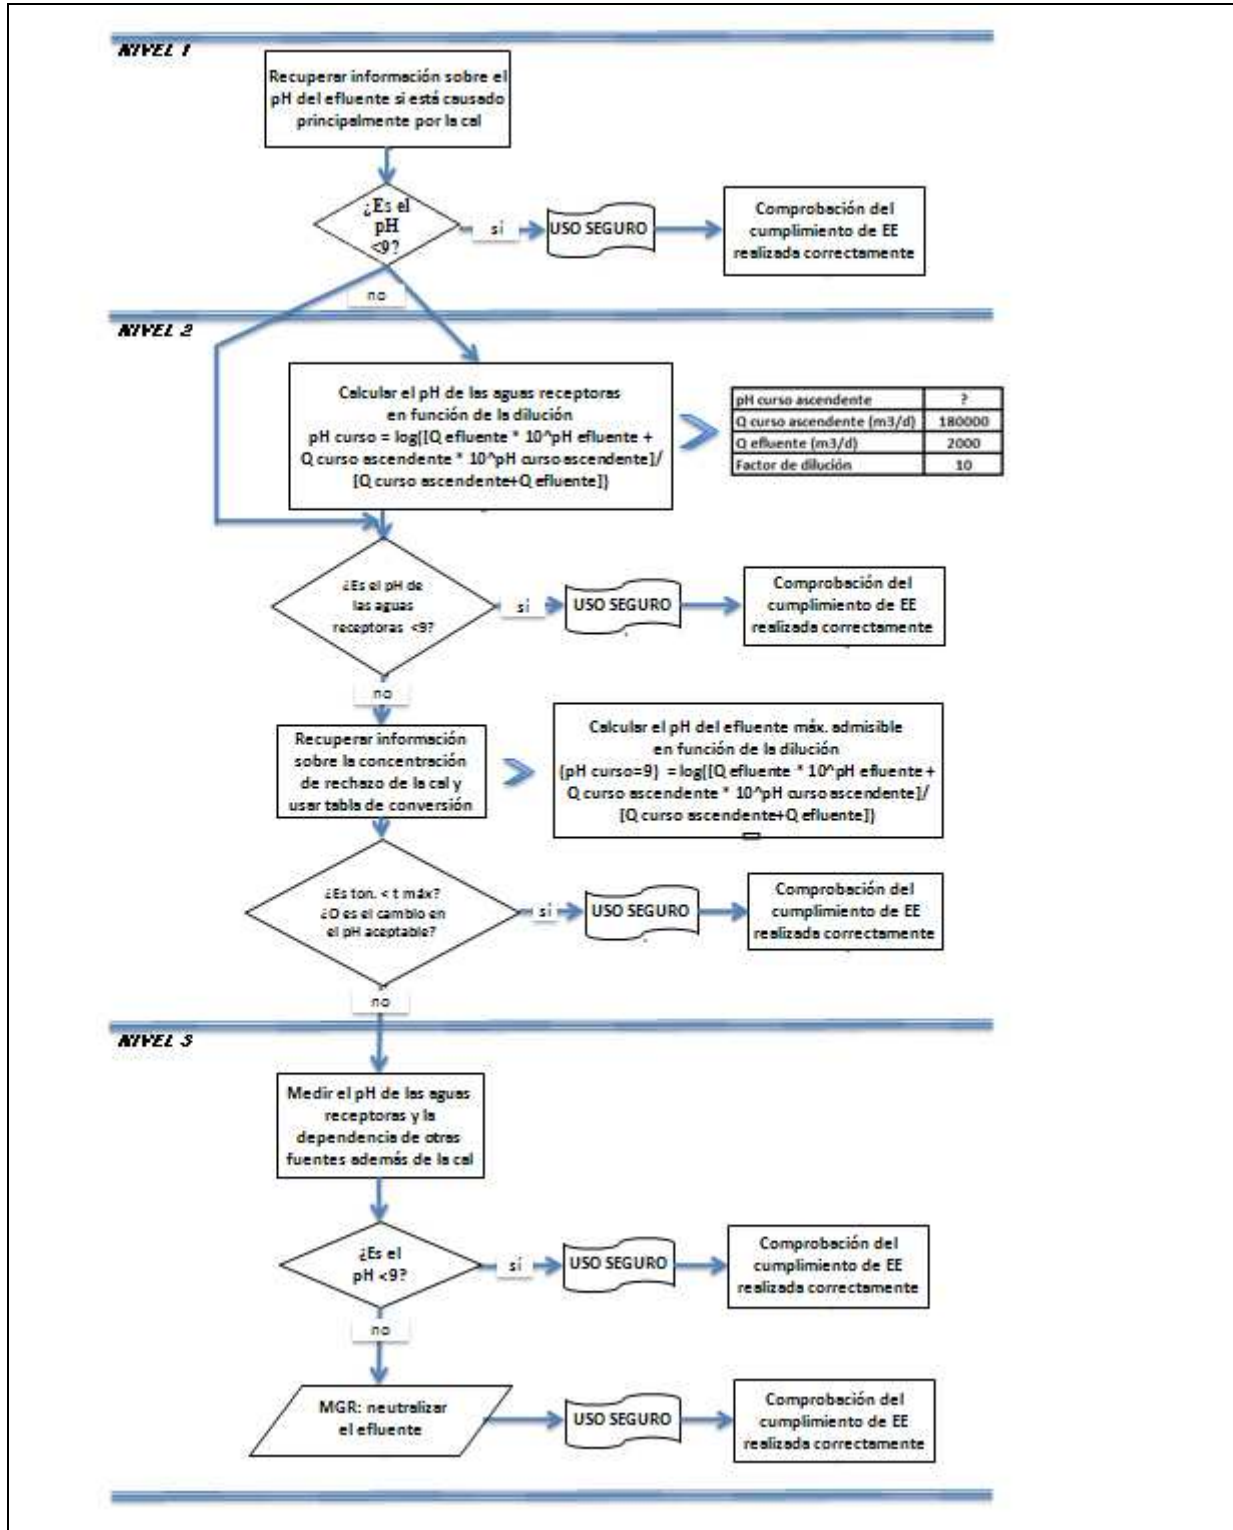 NIVEL 1
Recuperar información sobre el
pH del efluente si está causado
principalmente por la cal
¿Es el
pH
<9?
sí
USO SEGURO
Comprobación del
cumplimiento de EE
realizada correctamente
no
NIVEL 2
Calcular el pH de las aguas receptoras
en función de la dilución
pH curso = log([Q efluente * 10^pH efluente +
Q curso ascendente * 10^pH curso ascendente]/
[Q curso ascendente+Q efluente])
pH curso ascendente ?
Q curso ascendente (m3/d) 180000
Q efluente (m3/d) 2000
Factor de dilución 10
¿Es el pH de
las aguas
receptoras <9?
sí
USO SEGURO
Comprobación del
cumplimiento de EE
realizada correctamente
no
Recuperar información
sobre la concentración
de rechazo de la cal y
usar tabla de conversión
Calcular el pH del efluente máx. admisible
en función de la dilución
(pH curso=9) = log([Q efluente * 10^pH efluente +
Q curso ascendente * 10^pH curso ascendente]/
[Q curso ascendente+Q efluente])
¿Es ton. < t máx?
¿O es el cambio en
el pH aceptable?
sí
USO SEGURO
Comprobación del
cumplimiento de EE
realizada correctamente
no
NIVEL 3
Medir el pH de las aguas
receptoras y la
dependencia de otras
fuentes además de la cal
¿Es el
pH <9?
sí
USO SEGURO
Comprobación del
cumplimiento de EE
realizada correctamente
no
MGR: neutralizar
el efluente
USO SEGURO
Comprobación del
cumplimiento de EE
realizada correctamente